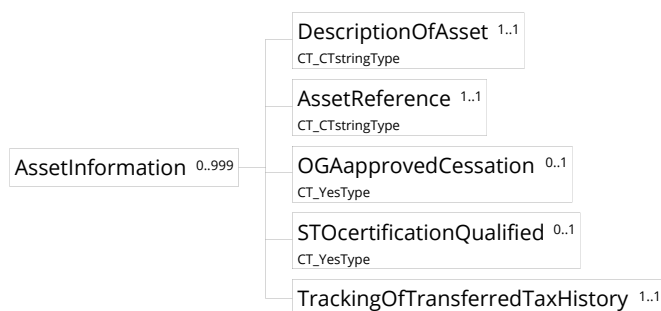 DescriptionOfAsset 1..1
CT_CTstringType
AssetReference 1..1
CT_CTstringType
AssetInformation 0..999
OGAapprovedCessation 0..1
CT_YesType
STOcertificationQualified 0..1
CT_YesType
TrackingOfTransferredTaxHistory 1..1